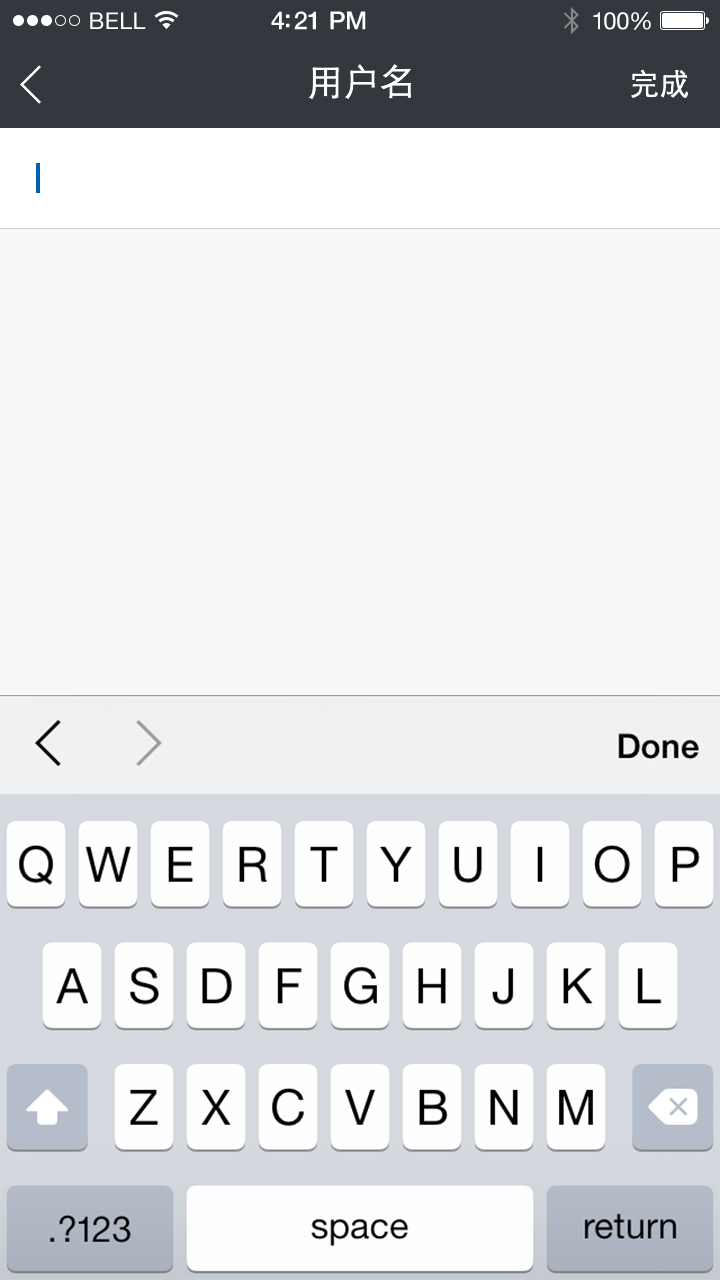 BELL 4:21 PM 100%
用户名 完成
Done
Q W E R T Y U I O P
A S D F G H J K L
Z X C V B N M
.?123 space return